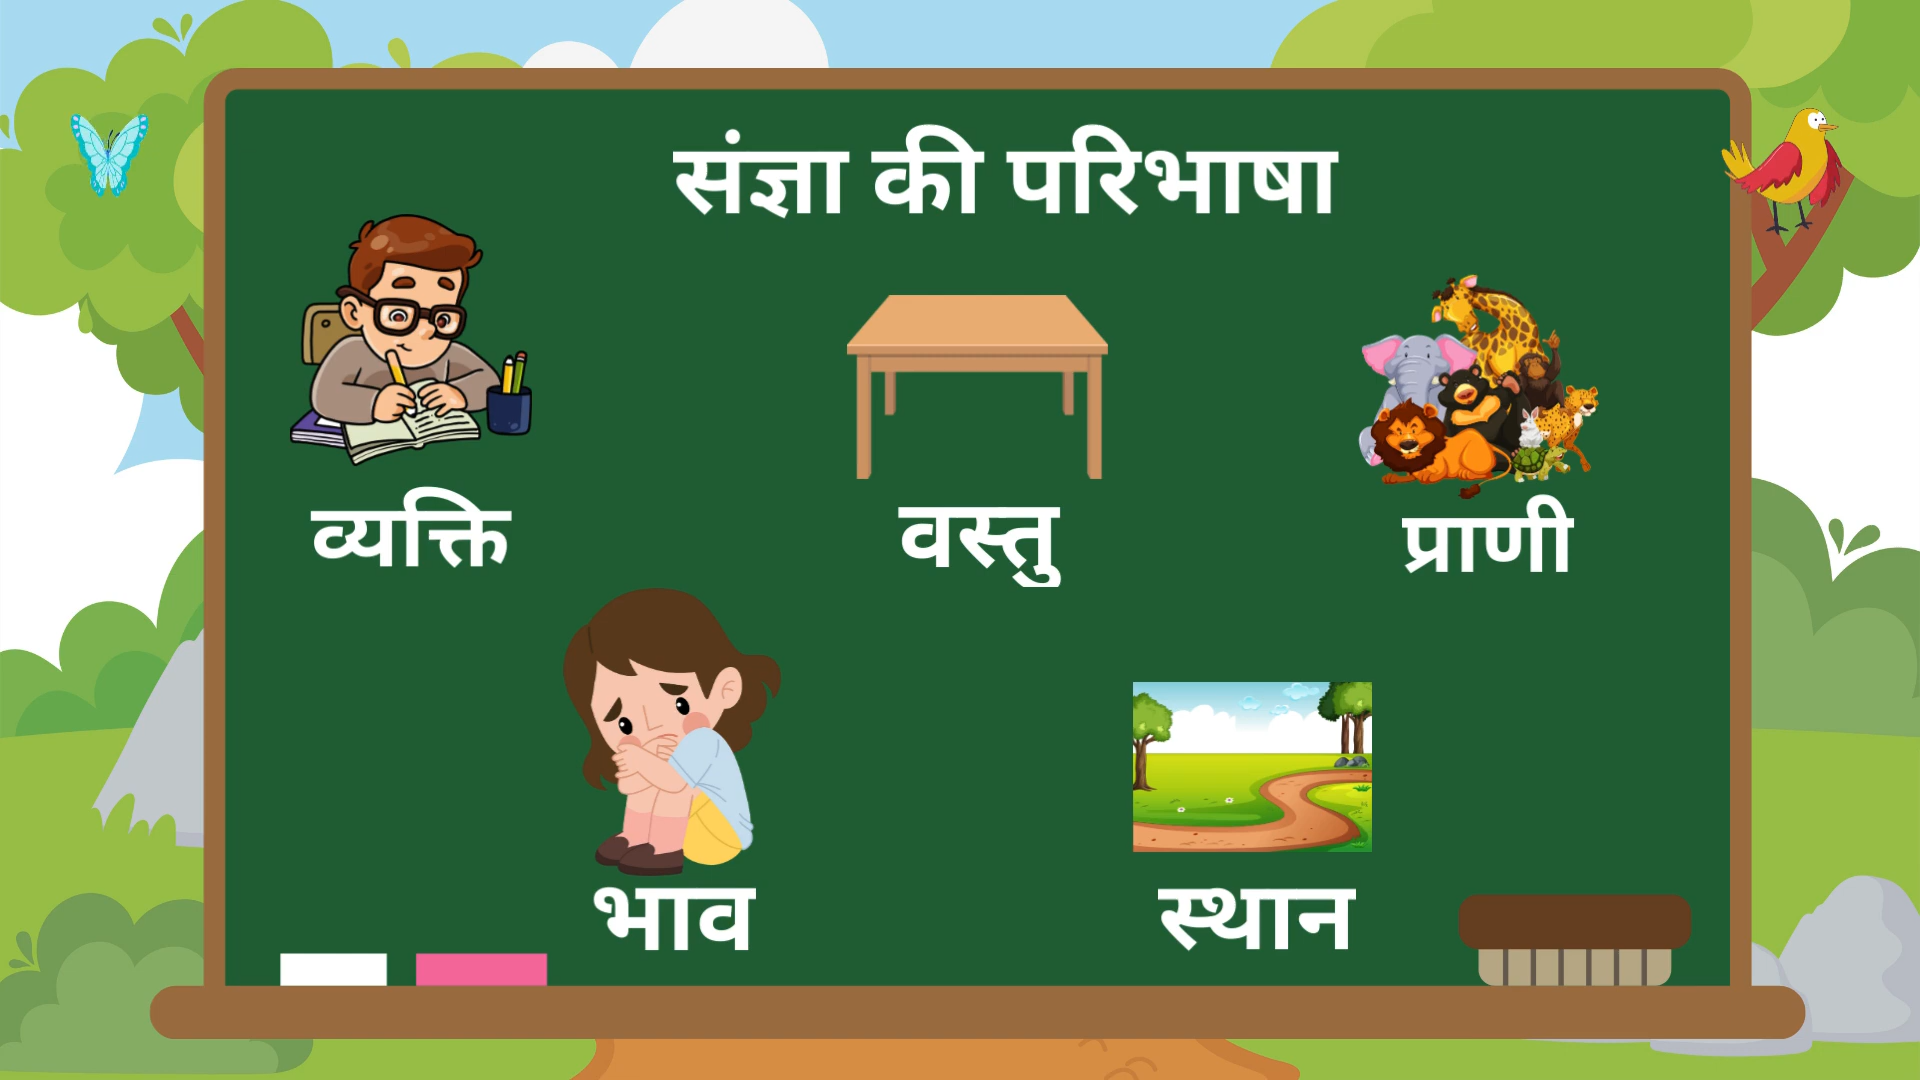 संज्ञा की परिभाषा
व्यक्ति
वस्तु
प्राणी
भाव
स्थान